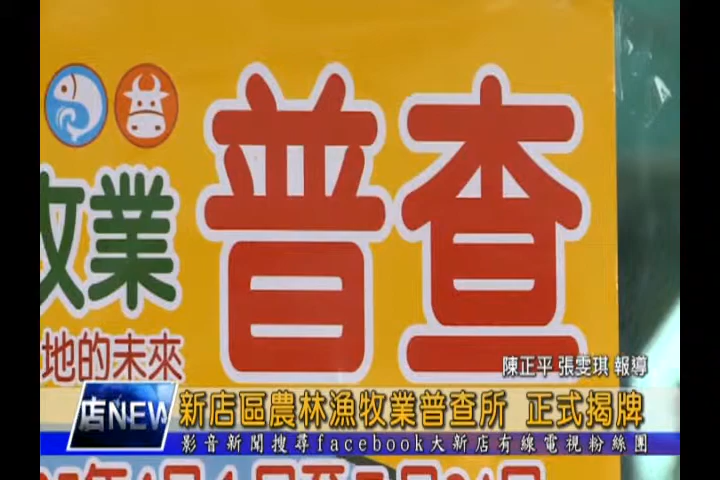 普查
牧業
地的未來
陳正平 張雯琪 報導
店NEW
新店區農林漁牧業普查所 正式揭牌
影音新聞搜尋facebook大新店有線電視粉絲團